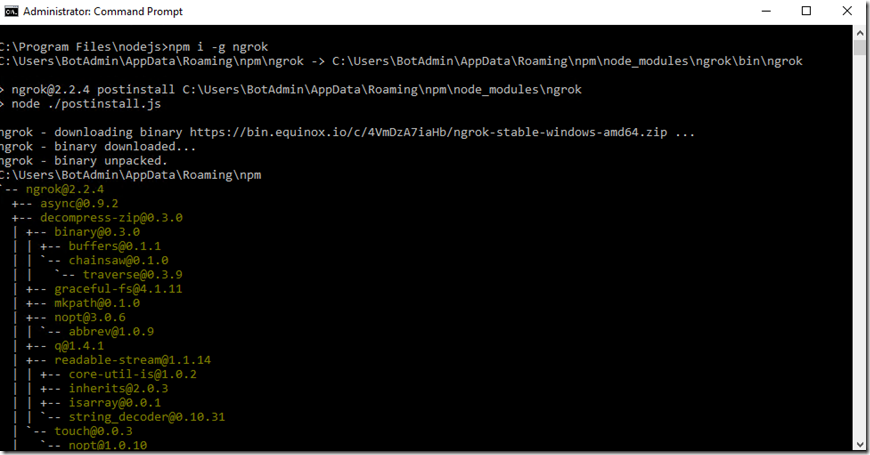 Administrator: Command Prompt
C:\Program Files\nodejs>npm i -g ngrok
C:\Users\BotAdmin\AppData\Roaming\npm\ngrok -> C:\Users\BotAdmin\AppData\Roaming\npm\node_modules\ngrok\bin\ngrok
> ngrok@2.2.4 postinstall C:\Users\BotAdmin\AppData\Roaming\npm\node_modules\ngrok
> node ./postinstall.js
ngrok - downloading binary https://bin.equinox.io/c/4VmDzA7iaHb/ngrok-stable-windows-amd64.zip ...
ngrok - binary downloaded...
ngrok - binary unpacked.
C:\Users\BotAdmin\AppData\Roaming\npm
`-- ngrok@2.2.4
  +-- async@0.9.2
  +-- decompress-zip@0.3.0
  | +-- binary@0.3.0
  | | +-- buffers@0.1.1
  | | `-- chainsaw@0.1.0
  | |   `-- traverse@0.3.9
  | +-- graceful-fs@4.1.11
  | +-- mkpath@0.1.0
  | +-- nopt@3.0.6
  | | `-- abbrev@1.0.9
  | +-- q@1.4.1
  | +-- readable-stream@1.1.14
  | | +-- core-util-is@1.0.2
  | | +-- inherits@2.0.3
  | | +-- isarray@0.0.1
  | | `-- string_decoder@0.10.31
  | `-- touch@0.0.3
  |   `-- nopt@1.0.10